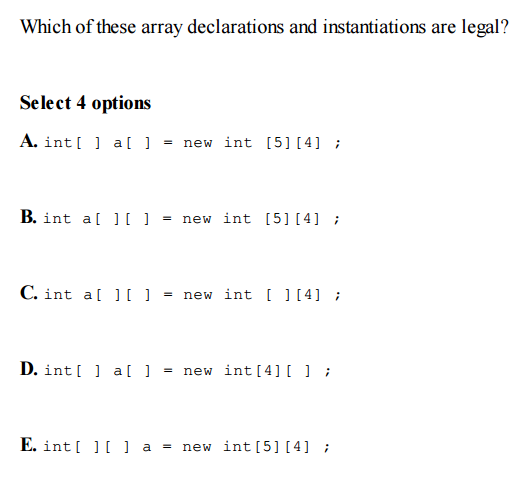 Which of these array declarations and instantiations are legal?
Select 4 options
A. int[ ] a[ ] = new int [5][4] ;
B. int a[ ][ ] = new int [5][4] ;
C. int a[ ][ ] = new int [ ][4] ;
D. int[ ] a[ ] = new int[4][ ] ;
E. int[ ][ ] a = new int[5][4] ;